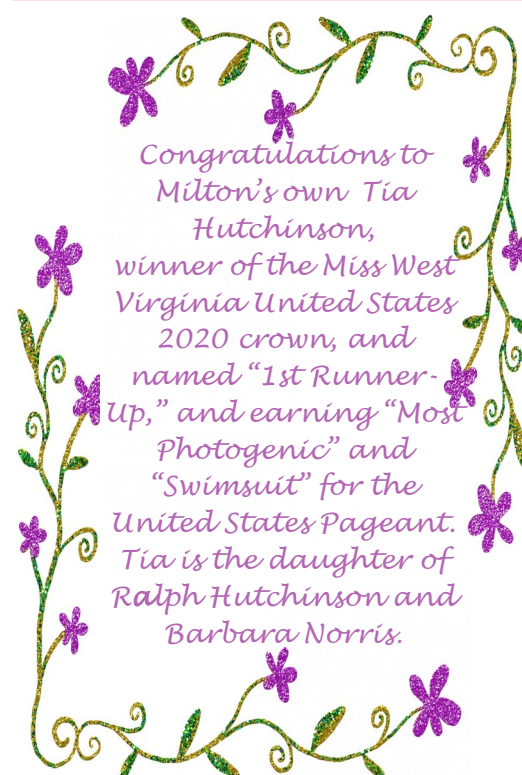 Congratulations to
Milton's own Tia
Hutchinson,
winner of the Miss West
Virginia United States
2020 crown, and
named "1st Runner-
Up," and earning "Most
Photogenic" and
"Swimsuit" for the
United States Pageant.
Tia is the daughter of
Ralph Hutchinson and
Barbara Norris.